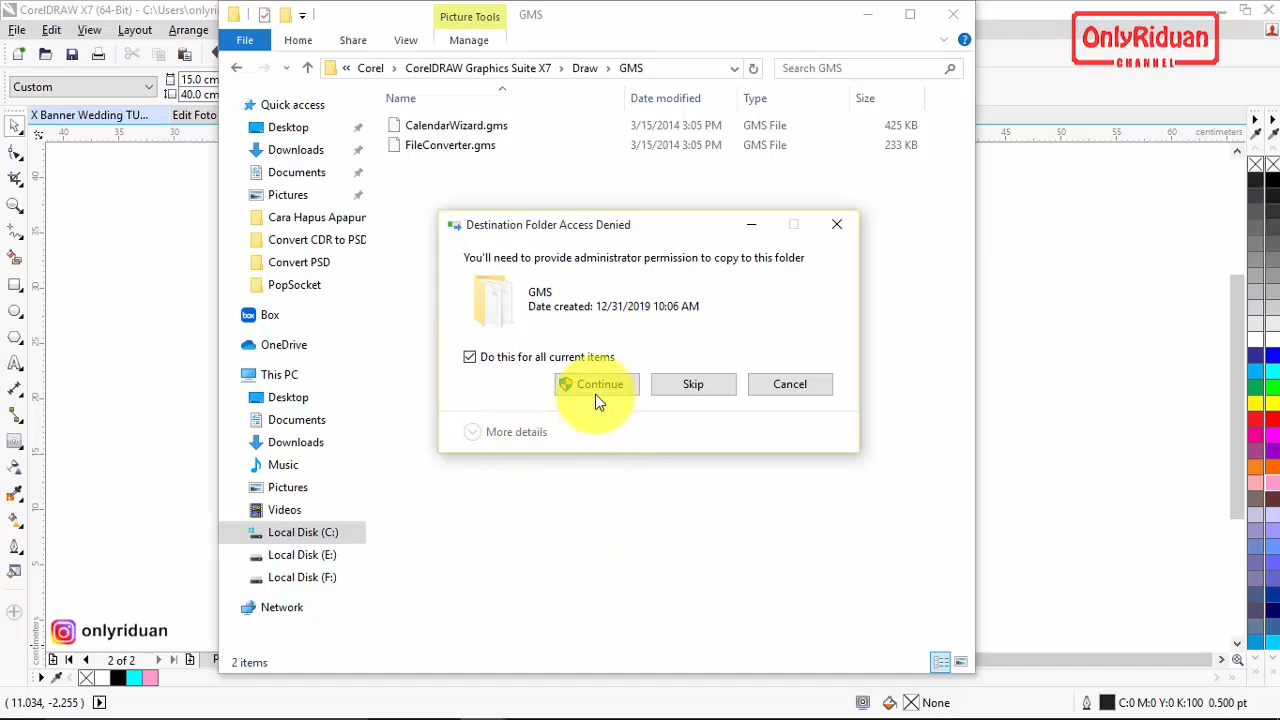 CorelDRAW X7 (64-Bit) - C:\Users\onlyri
Picture Tools
GMS
File
Edit
View
Layout
Arrange
File
Home
Share
View
Manage
OnlyRiduan
CHANNEL
« Corel > CorelDRAW Graphics Suite X7 > Draw > GMS
Search GMS
Custom
15.0 cm
40.0 cm
X Banner Wedding TU...
Edit Foto
Name
Date modified
Type
Size
40
35
30
45
50
55
centimeters
CalendarWizard.gms
3/15/2014 3:05 PM
GMS File
425 KB
FileConverter.gms
3/15/2014 3:05 PM
GMS File
233 KB
Quick access
Desktop
Downloads
Documents
Pictures
Cara Hapus Apapur
Convert CDR to PSD
Convert PSD
PopSocket
Box
OneDrive
This PC
Desktop
Documents
Downloads
Music
Pictures
Videos
Local Disk (C:)
Local Disk (E:)
Local Disk (F:)
Network
Destination Folder Access Denied
You'll need to provide administrator permission to copy to this folder
GMS
Date created: 12/31/2019 10:06 AM
Do this for all current items
Continue
Skip
Cancel
More details
onlyriduan
centimeters
2 of 2
2 items
(11.034, -2.255)
None
C:0 M:0 Y:0 K:100 0.500 pt